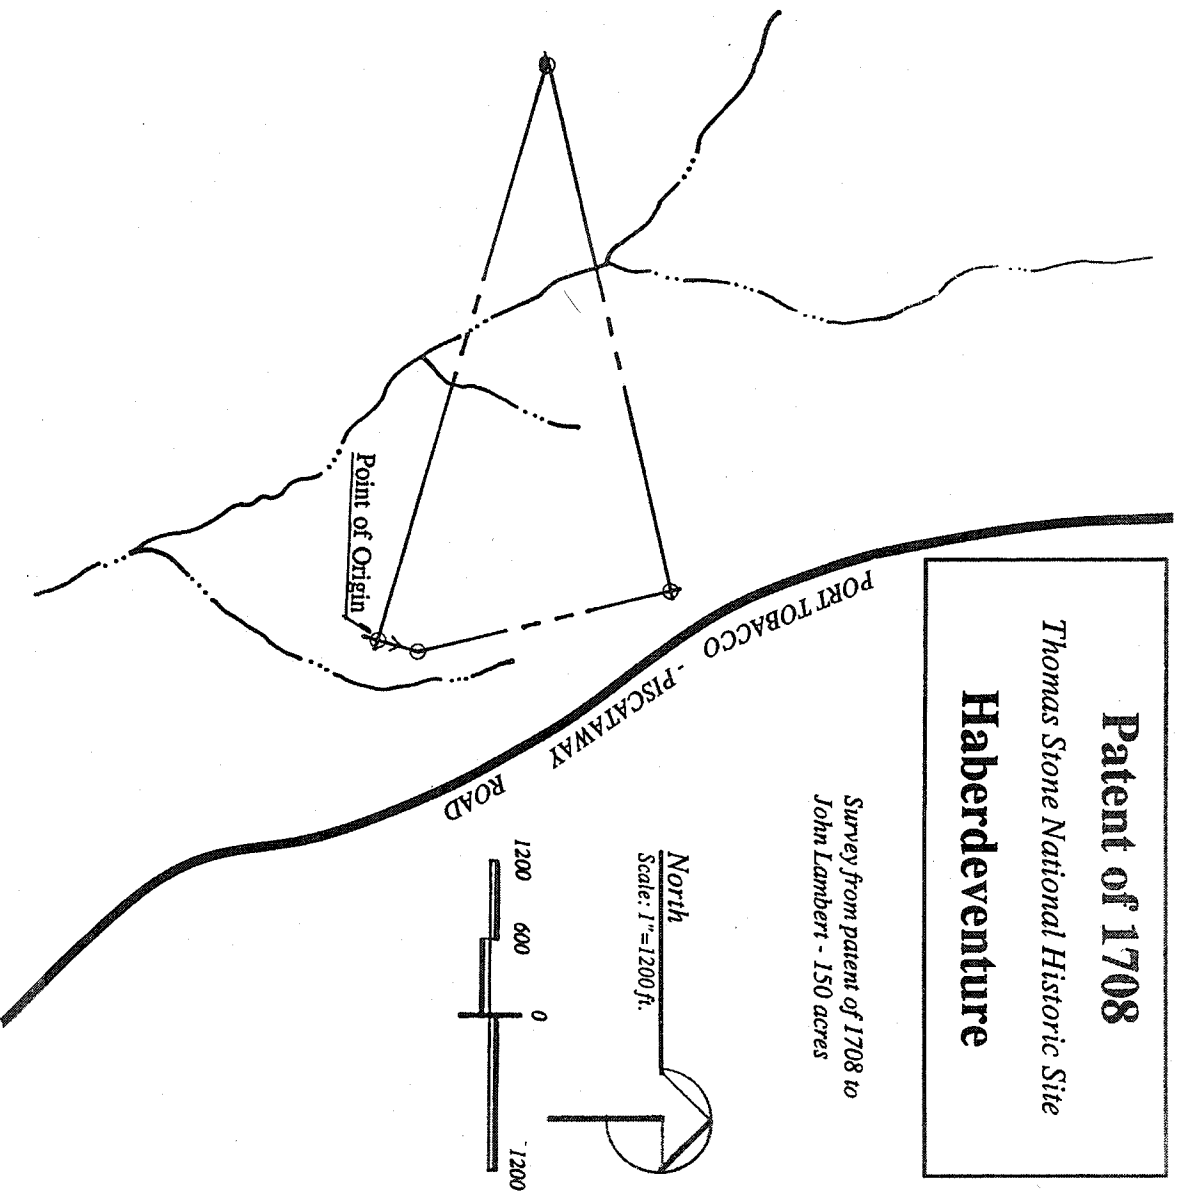 Patent of 1708
Thomas Stone National Historic Site
Haberdeventure
Survey from patent of 1708 to
John Lambert - 150 acres
North
Scale: 1"=1200 ft.
1200 600 0 1200
PORT TOBACCO - PISCATAWAY ROAD
Point of Origin